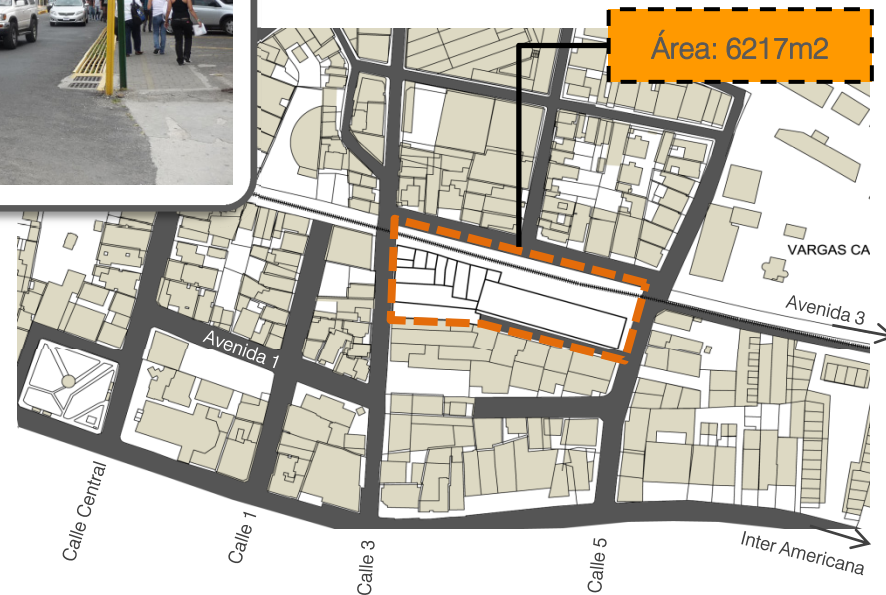 Área: 6217m2
VARGAS CA
Avenida 3
Avenida 1
Inter Americana
Calle Central
Calle 1
Calle 3
Calle 5